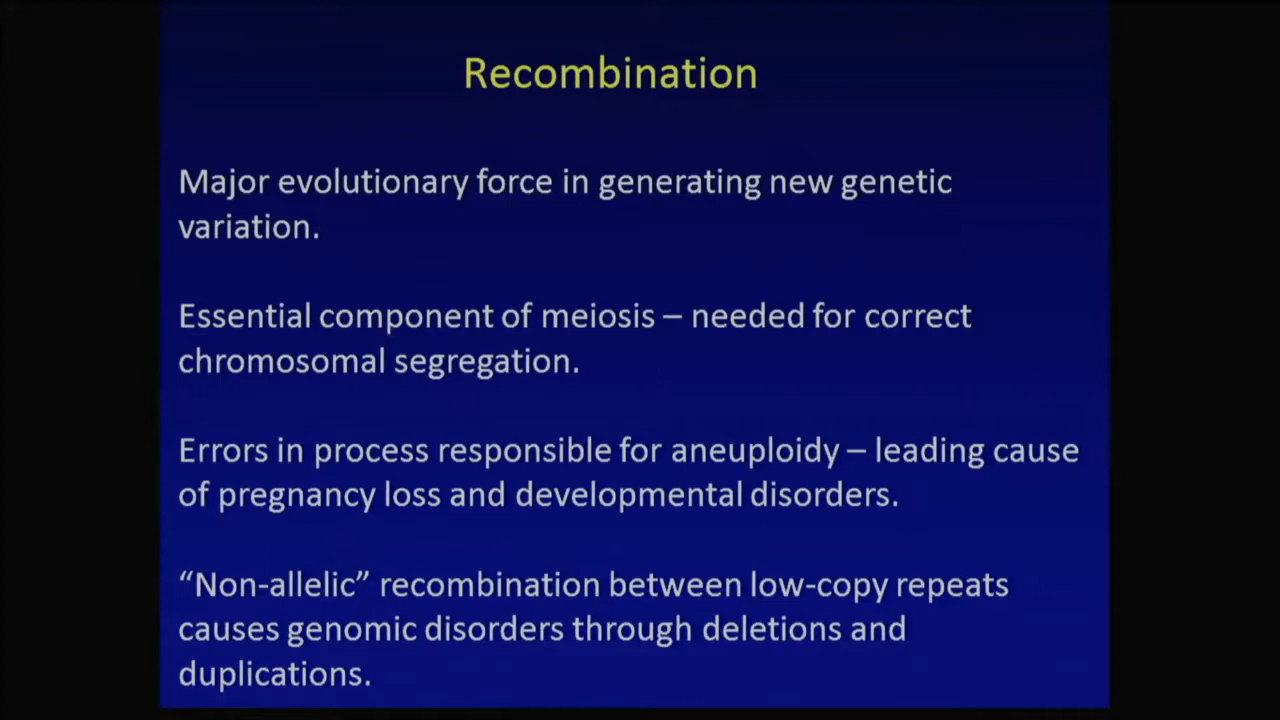 Recombination
Major evolutionary force in generating new genetic
variation.
Essential component of meiosis – needed for correct
chromosomal segregation.
Errors in process responsible for aneuploidy – leading cause
of pregnancy loss and developmental disorders.
“Non-allelic” recombination between low-copy repeats
causes genomic disorders through deletions and
duplications.